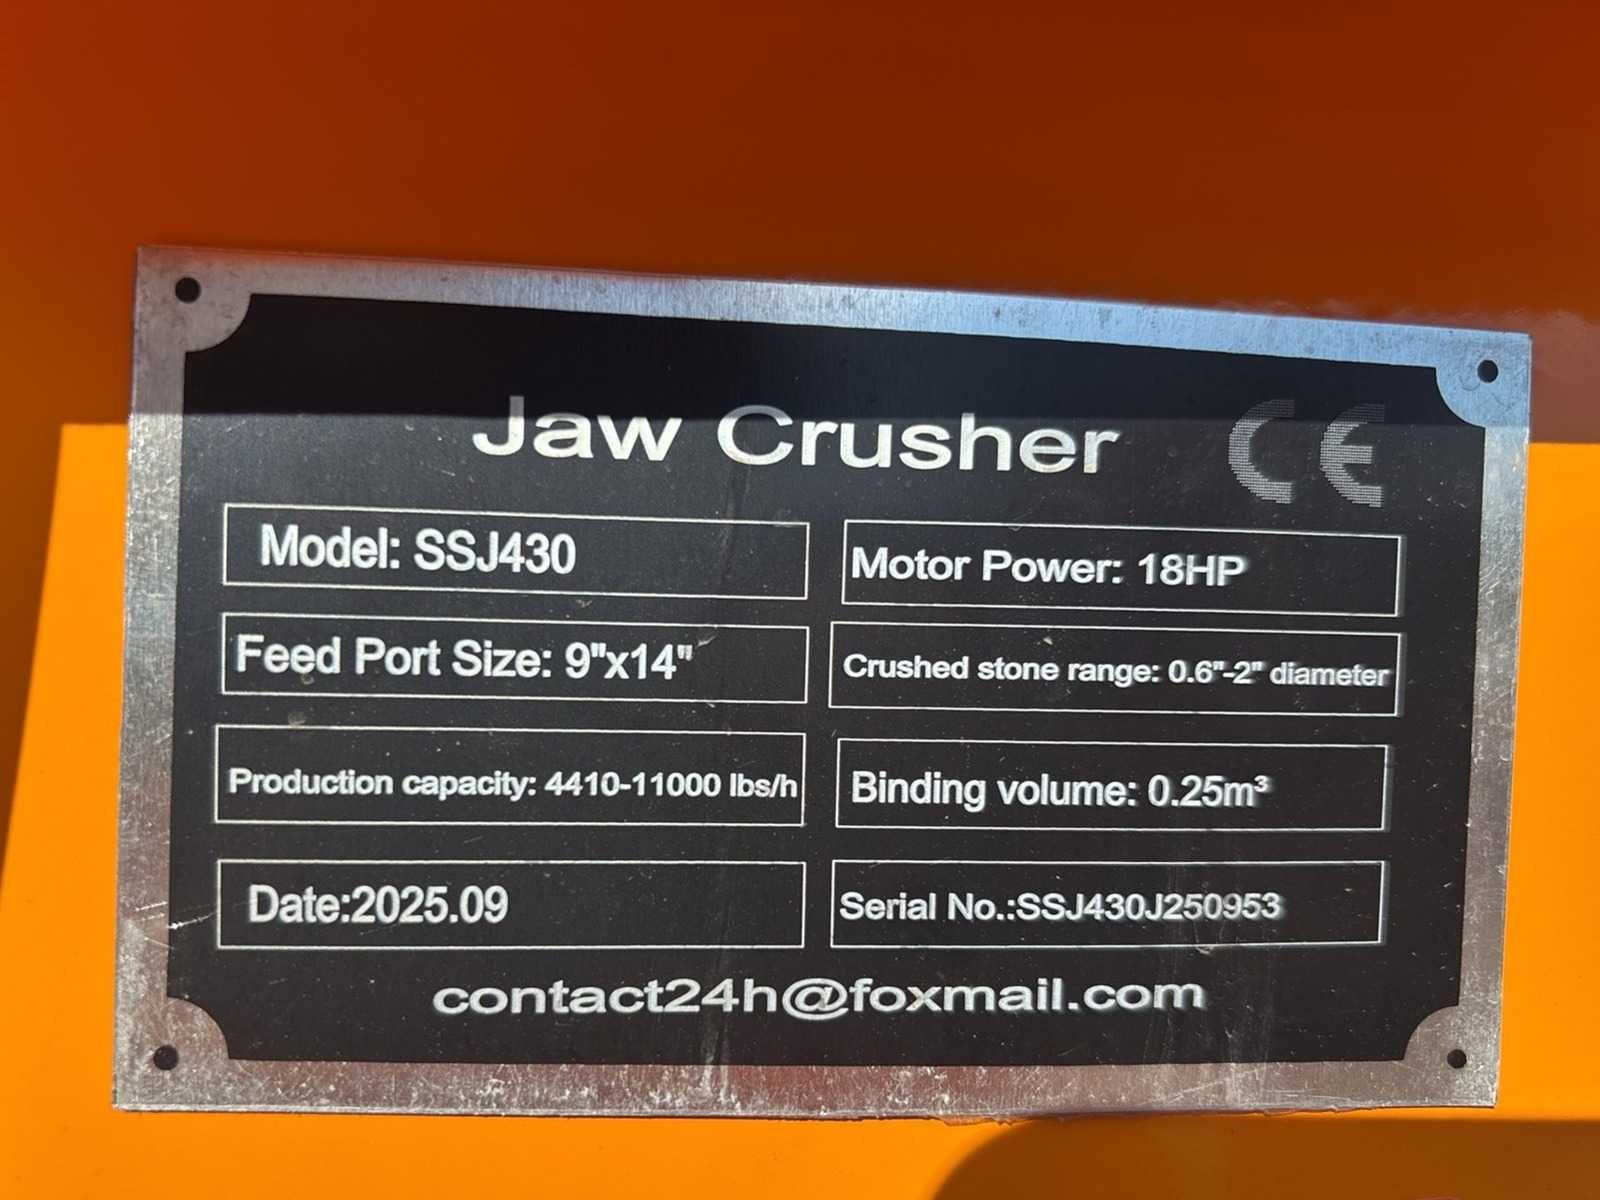 Jaw Crusher CE
Model: SSJ430
Motor Power: 18HP
Feed Port Size: 9"x14"
Crushed stone range: 0.6"-2" diameter
Production capacity: 4410-11000 lbs/h
Binding volume: 0.25m³
Date:2025.09
Serial No.:SSJ430J250953
contact24h@foxmail.com